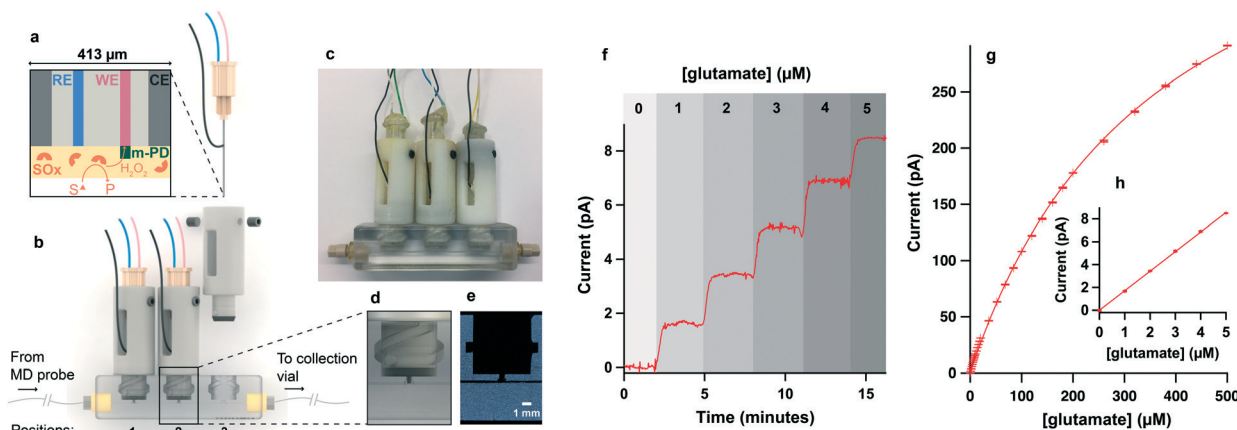 a
413 µm
RE
WE
CE
m-PD
SOx
H₂O₂
S
P
b
From
MD probe
To collection
vial
Positions:
c
d
e
1 mm
f
[glutamate] (µM)
0 1 2 3 4 5
Current (pA)
8
6
4
2
0
0 5 10 15
Time (minutes)
g
Current (pA)
250
200
150
100
50
0
0 100 200 300 400 500
[glutamate] (µM)
h
Current (pA)
8
6
4
2
0
0 1 2 3 4 5
[glutamate] (µM)